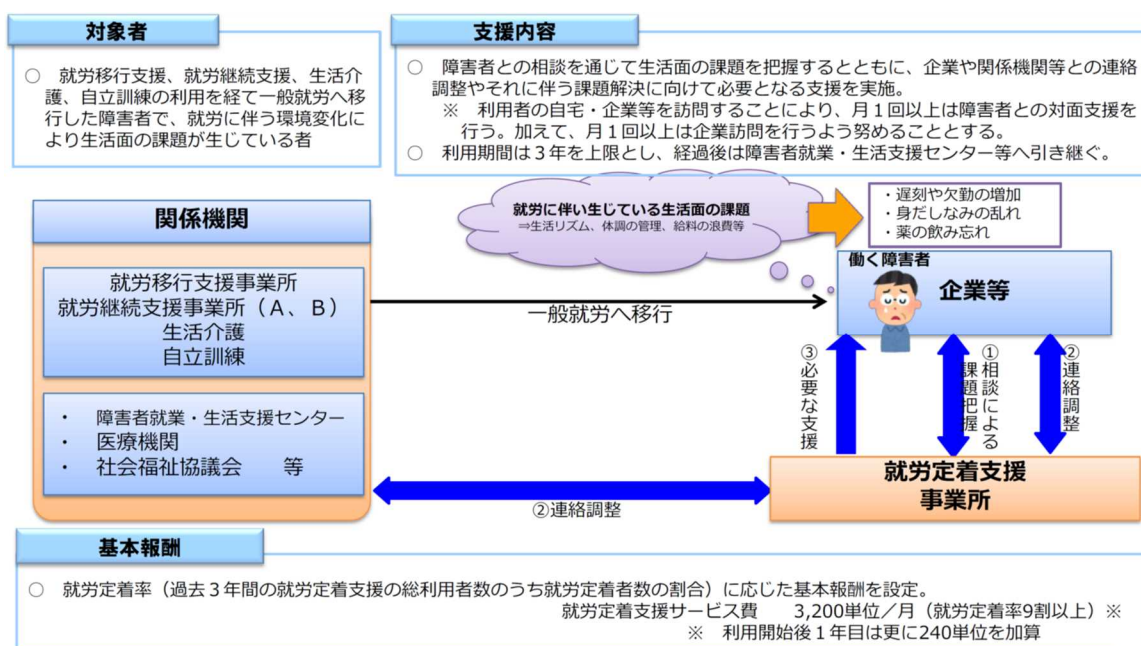 対象者
○　就労移行支援、就労継続支援、生活介
護、自立訓練の利用を経て一般就労へ移
行した障害者で、就労に伴う環境変化に
より生活面の課題が生じている者
支援内容
○　障害者との相談を通じて生活面の課題を把握するとともに、企業や関係機関等との連絡
調整やそれに伴う課題解決に向けて必要となる支援を実施。
※　利用者の自宅・企業等を訪問することにより、月１回以上は障害者との対面支援を
行う。加えて、月１回以上は企業訪問を行うよう努めることとする。
○　利用期間は３年を上限とし、経過後は障害者就業・生活支援センター等へ引き継ぐ。
就労に伴い生じている生活面の課題
⇒生活リズム、体調の管理、給料の浪費等
・遅刻や欠勤の増加
・身だしなみの乱れ
・薬の飲み忘れ
関係機関
就労移行支援事業所
就労継続支援事業所（Ａ、Ｂ）
生活介護
自立訓練
・　障害者就業・生活支援センター
・　医療機関
・　社会福祉協議会　　等
一般就労へ移行
働く障害者
企業等
③必要な支援
①相談による
課題把握
②連絡調整
就労定着支援
事業所
②連絡調整
基本報酬
○　就労定着率（過去３年間の就労定着支援の総利用者数のうち就労定着者数の割合）に応じた基本報酬を設定。
就労定着支援サービス費　　3,200単位／月（就労定着率9割以上）※
※　利用開始後１年目は更に240単位を加算